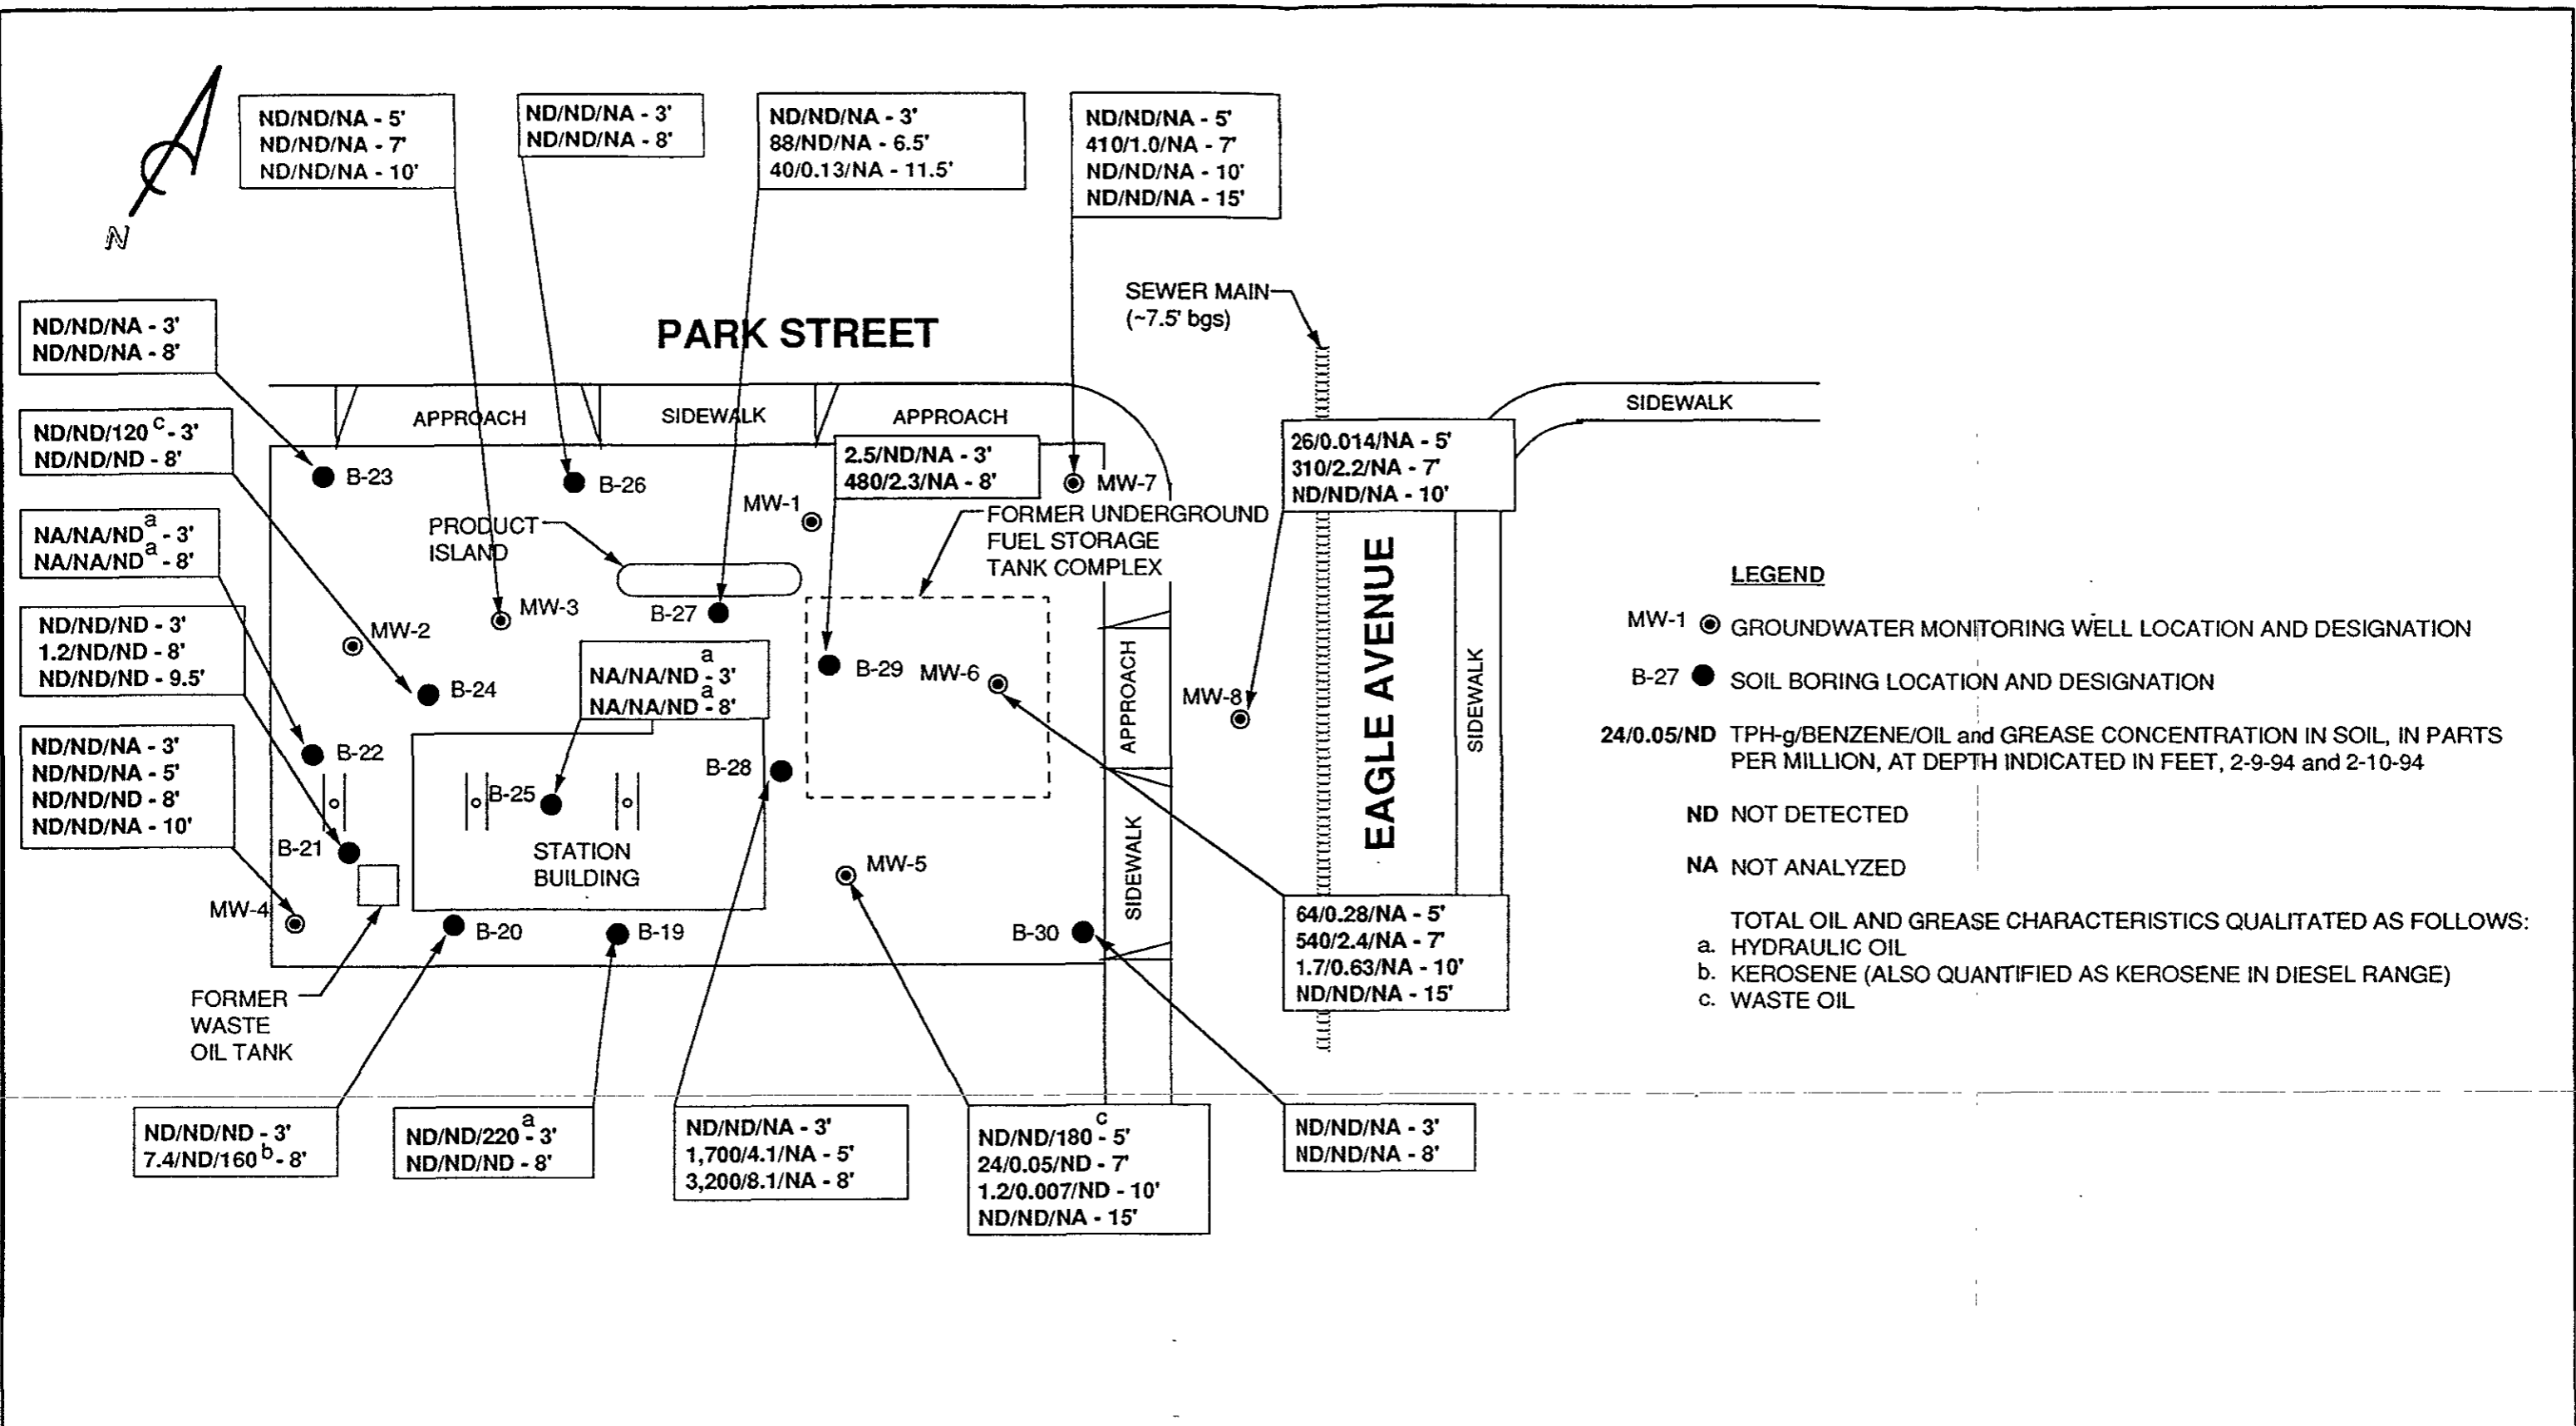 N
ND/ND/NA - 5'
ND/ND/NA - 7'
ND/ND/NA - 10'
ND/ND/NA - 3'
ND/ND/NA - 8'
ND/ND/NA - 3'
88/ND/NA - 6.5'
40/0.13/NA - 11.5'
ND/ND/NA - 5'
410/1.0/NA - 7'
ND/ND/NA - 10'
ND/ND/NA - 15'
SEWER MAIN
(~7.5' bgs)
PARK STREET
ND/ND/NA - 3'
ND/ND/NA - 8'
APPROACH
SIDEWALK
APPROACH
SIDEWALK
ND/ND/120 c - 3'
ND/ND/ND - 8'
2.5/ND/NA - 3'
480/2.3/NA - 8'
26/0.014/NA - 5'
310/2.2/NA - 7'
ND/ND/NA - 10'
B-23
B-26
MW-1
MW-7
PRODUCT
ISLAND
FORMER UNDERGROUND
FUEL STORAGE
TANK COMPLEX
NA/NA/ND a - 3'
NA/NA/ND a - 8'
ND/ND/ND - 3'
1.2/ND/ND - 8'
ND/ND/ND - 9.5'
MW-2
MW-3
B-27
NA/NA/ND a - 3'
NA/NA/ND a - 8'
B-24
B-29
MW-6
MW-8
APPROACH
EAGLE AVENUE
SIDEWALK
ND/ND/NA - 3'
ND/ND/NA - 5'
ND/ND/ND - 8'
ND/ND/NA - 10'
B-22
B-25
B-28
B-21
STATION
BUILDING
MW-5
SIDEWALK
MW-4
B-20
B-19
B-30
64/0.28/NA - 5'
540/2.4/NA - 7'
1.7/0.63/NA - 10'
ND/ND/NA - 15'
FORMER
WASTE
OIL TANK
ND/ND/ND - 3'
7.4/ND/160 b - 8'
ND/ND/220 a - 3'
ND/ND/ND - 8'
ND/ND/NA - 3'
1,700/4.1/NA - 5'
3,200/8.1/NA - 8'
ND/ND/180 c - 5'
24/0.05/ND - 7'
1.2/0.007/ND - 10'
ND/ND/NA - 15'
ND/ND/NA - 3'
ND/ND/NA - 8'
LEGEND
MW-1 GROUNDWATER MONITORING WELL LOCATION AND DESIGNATION
B-27 SOIL BORING LOCATION AND DESIGNATION
24/0.05/ND TPH-g/BENZENE/OIL and GREASE CONCENTRATION IN SOIL, IN PARTS
PER MILLION, AT DEPTH INDICATED IN FEET, 2-9-94 and 2-10-94
ND NOT DETECTED
NA NOT ANALYZED
TOTAL OIL AND GREASE CHARACTERISTICS QUALITATED AS FOLLOWS:
a. HYDRAULIC OIL
b. KEROSENE (ALSO QUANTIFIED AS KEROSENE IN DIESEL RANGE)
c. WASTE OIL